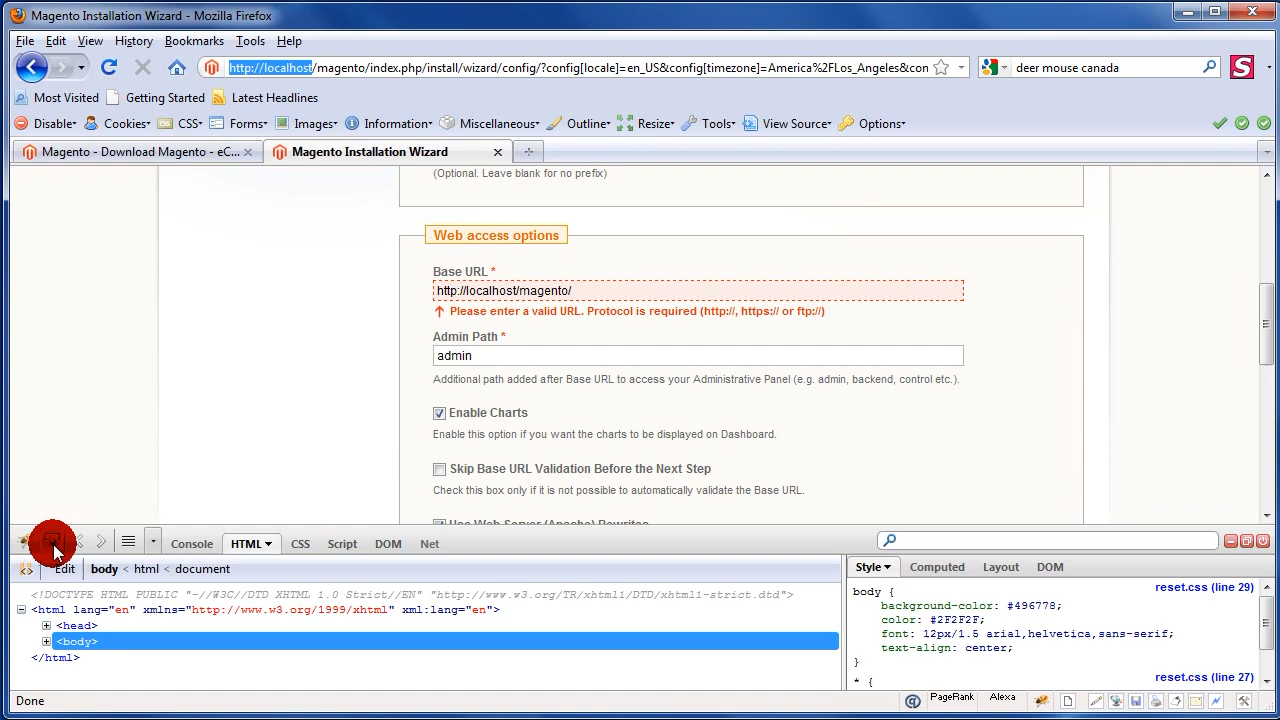 Magento Installation Wizard - Mozilla Firefox
File Edit View History Bookmarks Tools Help
http://localhost/magento/index.php/install/wizard/config/?config[locale]=en_US&config[timezone]=America%2FLos_Angeles&con
deer mouse canada
Most Visited Getting Started Latest Headlines
Disable Cookies CSS Forms Images Information Miscellaneous Outline Resize Tools View Source Options
Magento - Download Magento - eC...
Magento Installation Wizard
(Optional. Leave blank for no prefix)
Web access options
Base URL *
http://localhost/magento/
Please enter a valid URL. Protocol is required (http://, https:// or ftp://)
Admin Path *
admin
Additional path added after Base URL to access your Administrative Panel (e.g. admin, backend, control etc.).
Enable Charts
Enable this option if you want the charts to be displayed on Dashboard.
Skip Base URL Validation Before the Next Step
Check this box only if it is not possible to automatically validate the Base URL.
Use Web Server (Apache) Rewrites
Console HTML CSS Script DOM Net
Edit body < html < document
<!DOCTYPE HTML PUBLIC "-//W3C//DTD XHTML 1.0 Strict//EN" "http://www.w3.org/TR/xhtml1/DTD/xhtml1-strict.dtd">
<html lang="en" xmlns="http://www.w3.org/1999/xhtml" xml:lang="en">
<head>
<body>
</html>
Style Computed Layout DOM
reset.css (line 29)
body {
background-color: #496778;
color: #2F2F2F;
font: 12px/1.5 arial,helvetica,sans-serif;
text-align: center;
}
reset.css (line 27)
* {
Done
PageRank Alexa